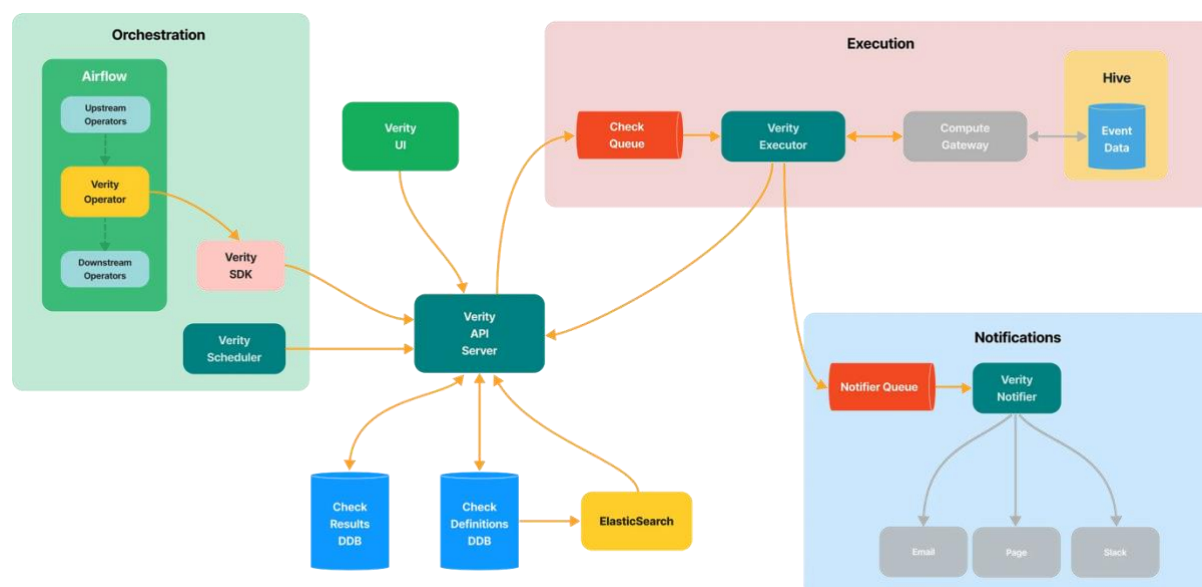 Orchestration
Airflow
Upstream
Operators
Verity
Operator
Downstream
Operators
Verity
SDK
Verity
Scheduler
Verity
UI
Verity
API
Server
Check
Results
DDB
Check
Definitions
DDB
ElasticSearch
Execution
Check
Queue
Verity
Executor
Compute
Gateway
Hive
Event
Data
Notifications
Notifier Queue
Verity
Notifier
Email
Page
Slack